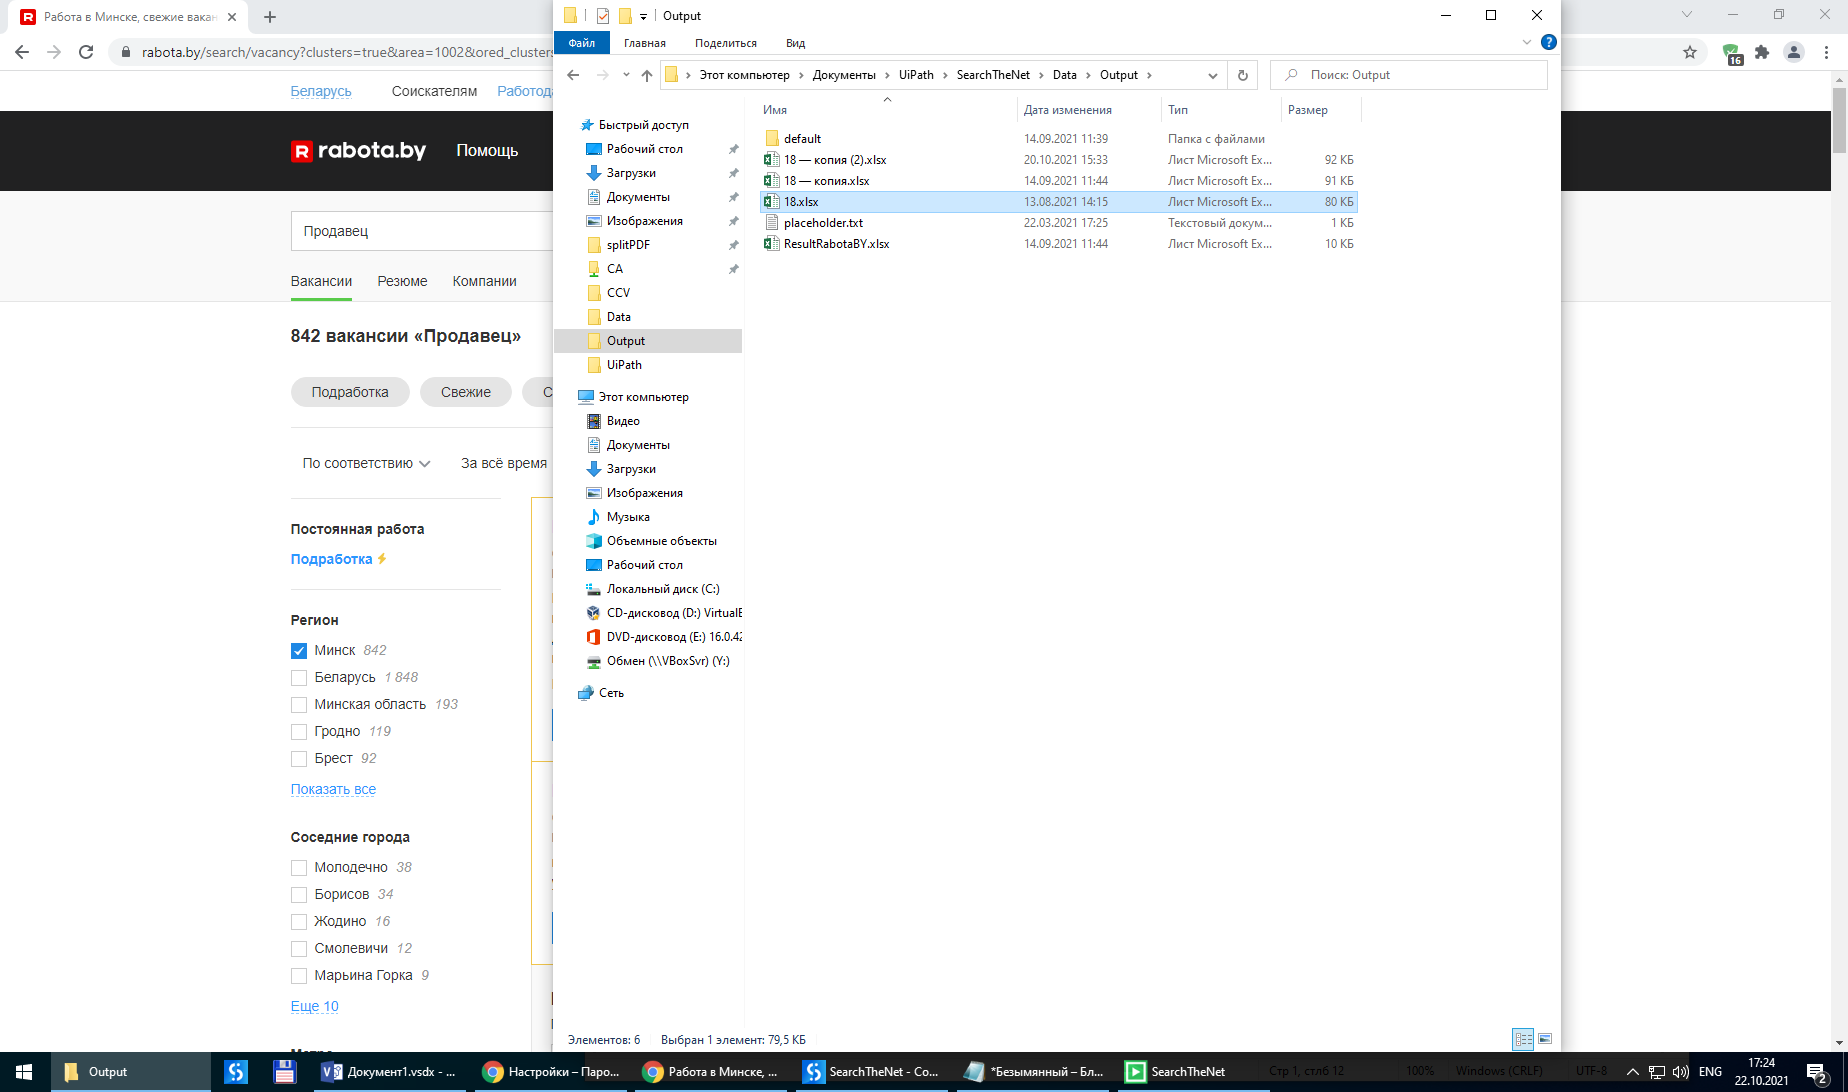 Работа в Минске, свежие вакан
Output
Файл
Главная
Поделиться
Вид
rabota.by/search/vacancy?clusters=true&area=1002&ored_clusters
16
Этот компьютер
Документы
UiPath
SearchTheNet
Data
Output
Поиск: Output
Беларусь
Соискателям
Работода
rabota.by
Помощь
Продавец
Вакансии
Резюме
Компании
842 вакансии «Продавец»
Подработка
Свежие
С
По соответствию
За всё время
Постоянная работа
Подработка
Регион
Минск 842
Беларусь 1 848
Минская область 193
Гродно 119
Брест 92
Показать все
Соседние города
Молодечно 38
Борисов 34
Жодино 16
Смолевичи 12
Марьина Горка 9
Еще 10
Быстрый доступ
Рабочий стол
Загрузки
Документы
Изображения
splitPDF
CA
CCV
Data
Output
UiPath
Этот компьютер
Видео
Документы
Загрузки
Изображения
Музыка
Объемные объекты
Рабочий стол
Локальный диск (C:)
CD-дисковод (D:) VirtualB
DVD-дисковод (E:) 16.0.42
Обмен (\\VBoxSvr) (Y:)
Сеть
Имя Дата изменения Тип Размер
default 14.09.2021 11:39 Папка с файлами
18 — копия (2).xlsx 20.10.2021 15:33 Лист Microsoft Ex... 92 КБ
18 — копия.xlsx 14.09.2021 11:44 Лист Microsoft Ex... 91 КБ
18.xlsx 13.08.2021 14:15 Лист Microsoft Ex... 80 КБ
placeholder.txt 22.03.2021 17:25 Текстовый докум... 1 КБ
ResultRabotaBY.xlsx 14.09.2021 11:44 Лист Microsoft Ex... 10 КБ
Элементов: 6
Выбран 1 элемент: 79,5 КБ
Output
Документ1.vsdx - ...
Настройки – Паро...
Работа в Минске, ...
SearchTheNet - Co...
*Безымянный – Бл...
SearchTheNet
Стр 1, стлб 12
100%
Windows (CRLF)
UTF-8
ENG
17:24
22.10.2021
2